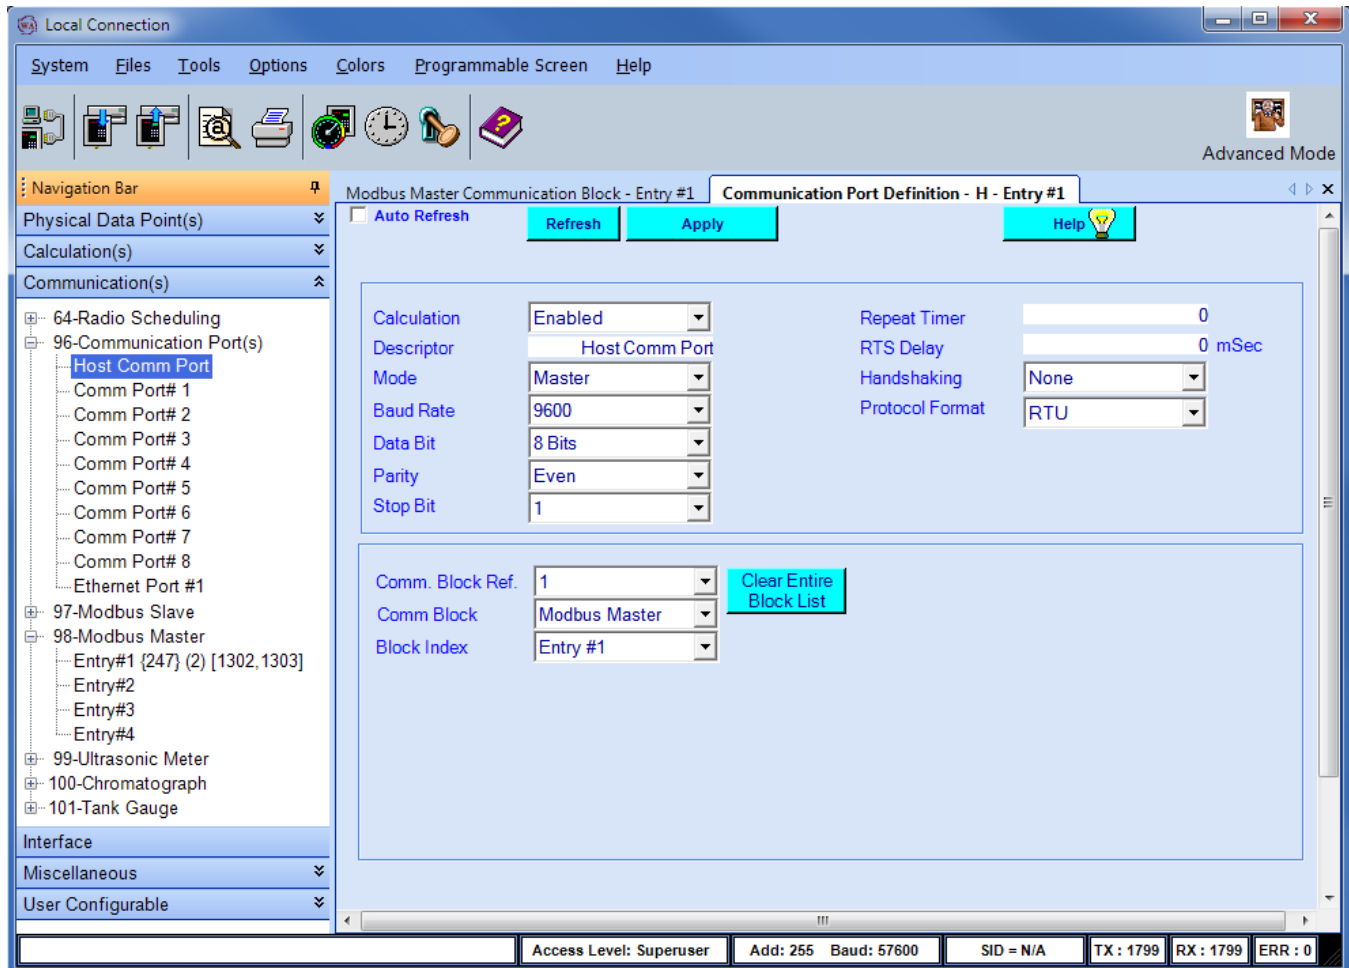 Local Connection
System Files Tools Options Colors Programmable Screen Help
Advanced Mode
Navigation Bar
Physical Data Point(s)
Calculation(s)
Communication(s)
64-Radio Scheduling
96-Communication Port(s)
Host Comm Port
Comm Port# 1
Comm Port# 2
Comm Port# 3
Comm Port# 4
Comm Port# 5
Comm Port# 6
Comm Port# 7
Comm Port# 8
Ethernet Port #1
97-Modbus Slave
98-Modbus Master
Entry#1 {247} (2) [1302,1303]
Entry#2
Entry#3
Entry#4
99-Ultrasonic Meter
100-Chromatograph
101-Tank Gauge
Interface
Miscellaneous
User Configurable
Modbus Master Communication Block - Entry #1 Communication Port Definition - H - Entry #1
Auto Refresh Refresh Apply Help
Calculation Enabled
Descriptor Host Comm Port
Mode Master
Baud Rate 9600
Data Bit 8 Bits
Parity Even
Stop Bit 1
Repeat Timer 0
RTS Delay 0 mSec
Handshaking None
Protocol Format RTU
Comm. Block Ref. 1
Comm Block Modbus Master
Block Index Entry #1
Clear Entire
Block List
Access Level: Superuser Add: 255 Baud: 57600 SID = N/A TX : 1799 RX : 1799 ERR : 0